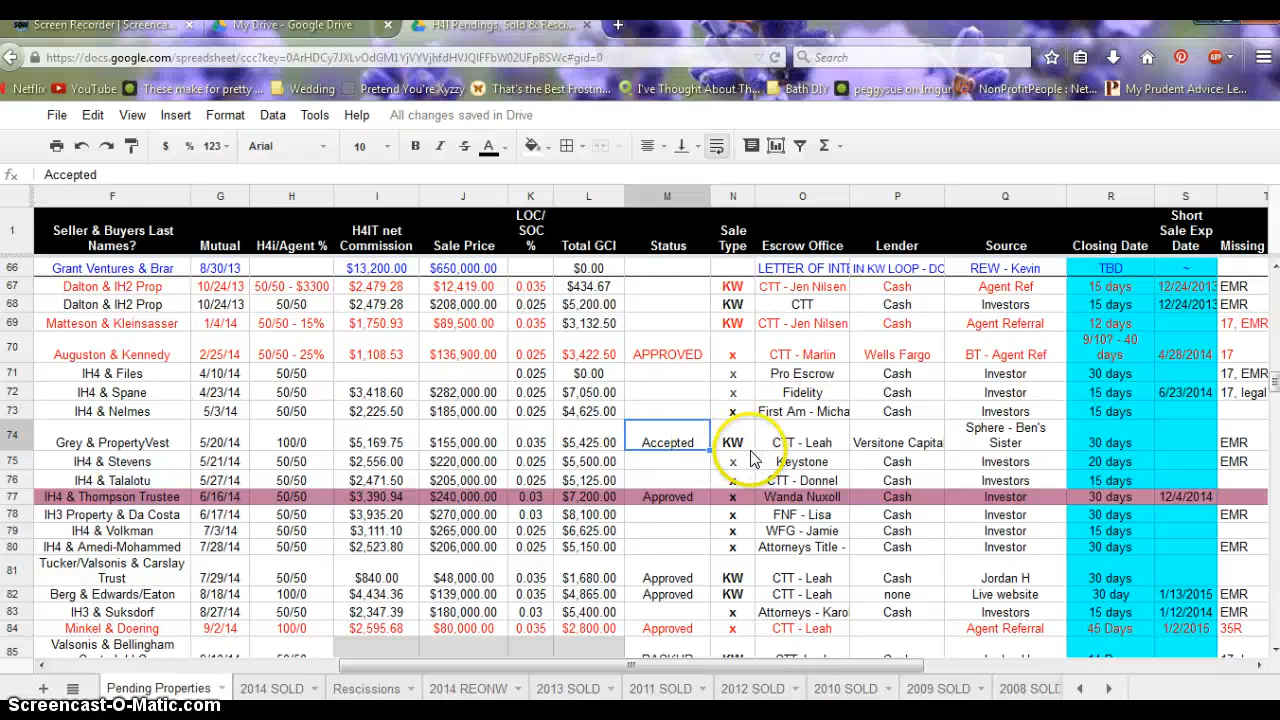 Screen Recorder | Screencas...
My Drive - Google Drive
H4I Pendings, Sold & Resci...
https://docs.google.com/spreadsheet/
Search
Netflix YouTube These make for pretty ... Wedding Pretend You're Xyzzy That's the Best Frostin... I've Thought About Th... Bath DIY peggysue on Imgur NonProfitPeople : Net... My Prudent Advice: Le...
File Edit View Insert Format Data Tools Help All changes saved in Drive
$ % 123 Arial 10 B I S A Σ
fx Accepted
F G H I J K L M N O P Q R S T
1 Seller & Buyers Last Names? Mutual H4i/Agent % H4IT net Commission Sale Price LOC/ SOC % Total GCI Status Sale Type Escrow Office Lender Source Closing Date Short Sale Exp Date Missing
66 Grant Ventures & Brar 8/30/13 $13,200.00 $650,000.00 $0.00 LETTER OF INTE IN KW LOOP - DO REW - Kevin TBD ~
67 Dalton & IH2 Prop 10/24/13 50/50 - $3300 $2,479.28 $12,419.00 0.035 $434.67 KW CTT - Jen Nilsen Cash Agent Ref 15 days 12/24/2013 EMR
68 Dalton & IH2 Prop 10/24/13 50/50 $2,479.28 $208,000.00 0.025 $5,200.00 KW CTT Cash Investors 15 days 12/24/2013 EMR
69 Matteson & Kleinsasser 1/4/14 50/50 - 15% $1,750.93 $89,500.00 0.035 $3,132.50 KW CTT - Jen Nilsen Cash Agent Referral 12 days 17, EMR
70 Auguston & Kennedy 2/25/14 50/50 - 25% $1,108.53 $136,900.00 0.025 $3,422.50 APPROVED x CTT - Marlin Wells Fargo BT - Agent Ref 9/10? - 40 days 4/28/2014 17
71 IH4 & Files 4/10/14 50/50 0.025 $0.00 x Pro Escrow Cash Investor 30 days 17, EM
72 IH4 & Spane 4/23/14 50/50 $3,418.60 $282,000.00 0.025 $7,050.00 x Fidelity Cash Investor 15 days 6/23/2014 17, legal
73 IH4 & Nelmes 5/3/14 50/50 $2,225.50 $185,000.00 0.025 $4,625.00 x First Am - Micha Cash Investors 15 days
74 Grey & PropertyVest 5/20/14 100/0 $5,169.75 $155,000.00 0.035 $5,425.00 Accepted KW CTT - Leah Versitone Capita Sphere - Ben's Sister 30 days EMR
75 IH4 & Stevens 5/21/14 50/50 $2,556.00 $220,000.00 0.025 $5,500.00 x Keystone Cash Investors 20 days EMR
76 IH4 & Talalotu 5/27/14 50/50 $2,471.50 $205,000.00 0.025 $5,125.00 x CTT - Donnel Cash Investors 15 days
77 IH4 & Thompson Trustee 6/16/14 50/50 $3,390.94 $240,000.00 0.03 $7,200.00 Approved x Wanda Nuxoll Cash Investor 30 days 12/4/2014
78 IH3 Property & Da Costa 6/17/14 50/50 $3,935.20 $270,000.00 0.03 $8,100.00 x FNF - Lisa Cash Investor 30 days EMR
79 IH4 & Volkman 7/3/14 50/50 $3,111.10 $265,000.00 0.025 $6,625.00 x WFG - Jamie Cash Investor 15 days
80 IH4 & Amedi-Mohammed 7/28/14 50/50 $2,523.80 $206,000.00 0.025 $5,150.00 x Attorneys Title - Cash Investor 30 days EMR
81 Tucker/Valsonis & Carslay Trust 7/29/14 50/50 $840.00 $48,000.00 0.035 $1,680.00 Approved KW CTT - Leah Cash Jordan H 30 days
82 Berg & Edwards/Eaton 8/18/14 100/0 $4,434.36 $139,000.00 0.035 $4,865.00 Approved KW CTT - Leah none Live website 30 day 1/13/2015 EMR
83 IH3 & Suksdorf 8/27/14 50/50 $2,347.39 $180,000.00 0.03 $5,400.00 x Attorneys - Karo Cash Investors 15 days 1/12/2014 EMR
84 Minkel & Doering 9/2/14 100/0 $2,595.68 $80,000.00 0.035 $2,800.00 Approved x CTT - Leah Agent Referral 45 Days 1/2/2015 35R
85 Valsonis & Bellingham
Pending Properties 2014 SOLD Rescissions 2014 REONW 2013 SOLD 2011 SOLD 2012 SOLD 2010 SOLD 2009 SOLD 2008 SOLD
Screencast-O-Matic.com